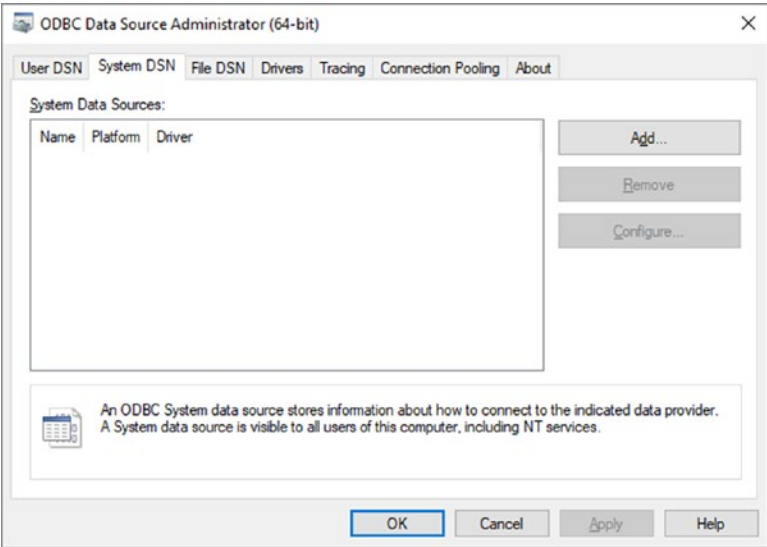 ODBC Data Source Administrator (64-bit)
User DSN System DSN File DSN Drivers Tracing Connection Pooling About
System Data Sources:
Name Platform Driver
Add...
Remove
Configure...
An ODBC System data source stores information about how to connect to the indicated data provider.
A System data source is visible to all users of this computer, including NT services.
OK Cancel Apply Help